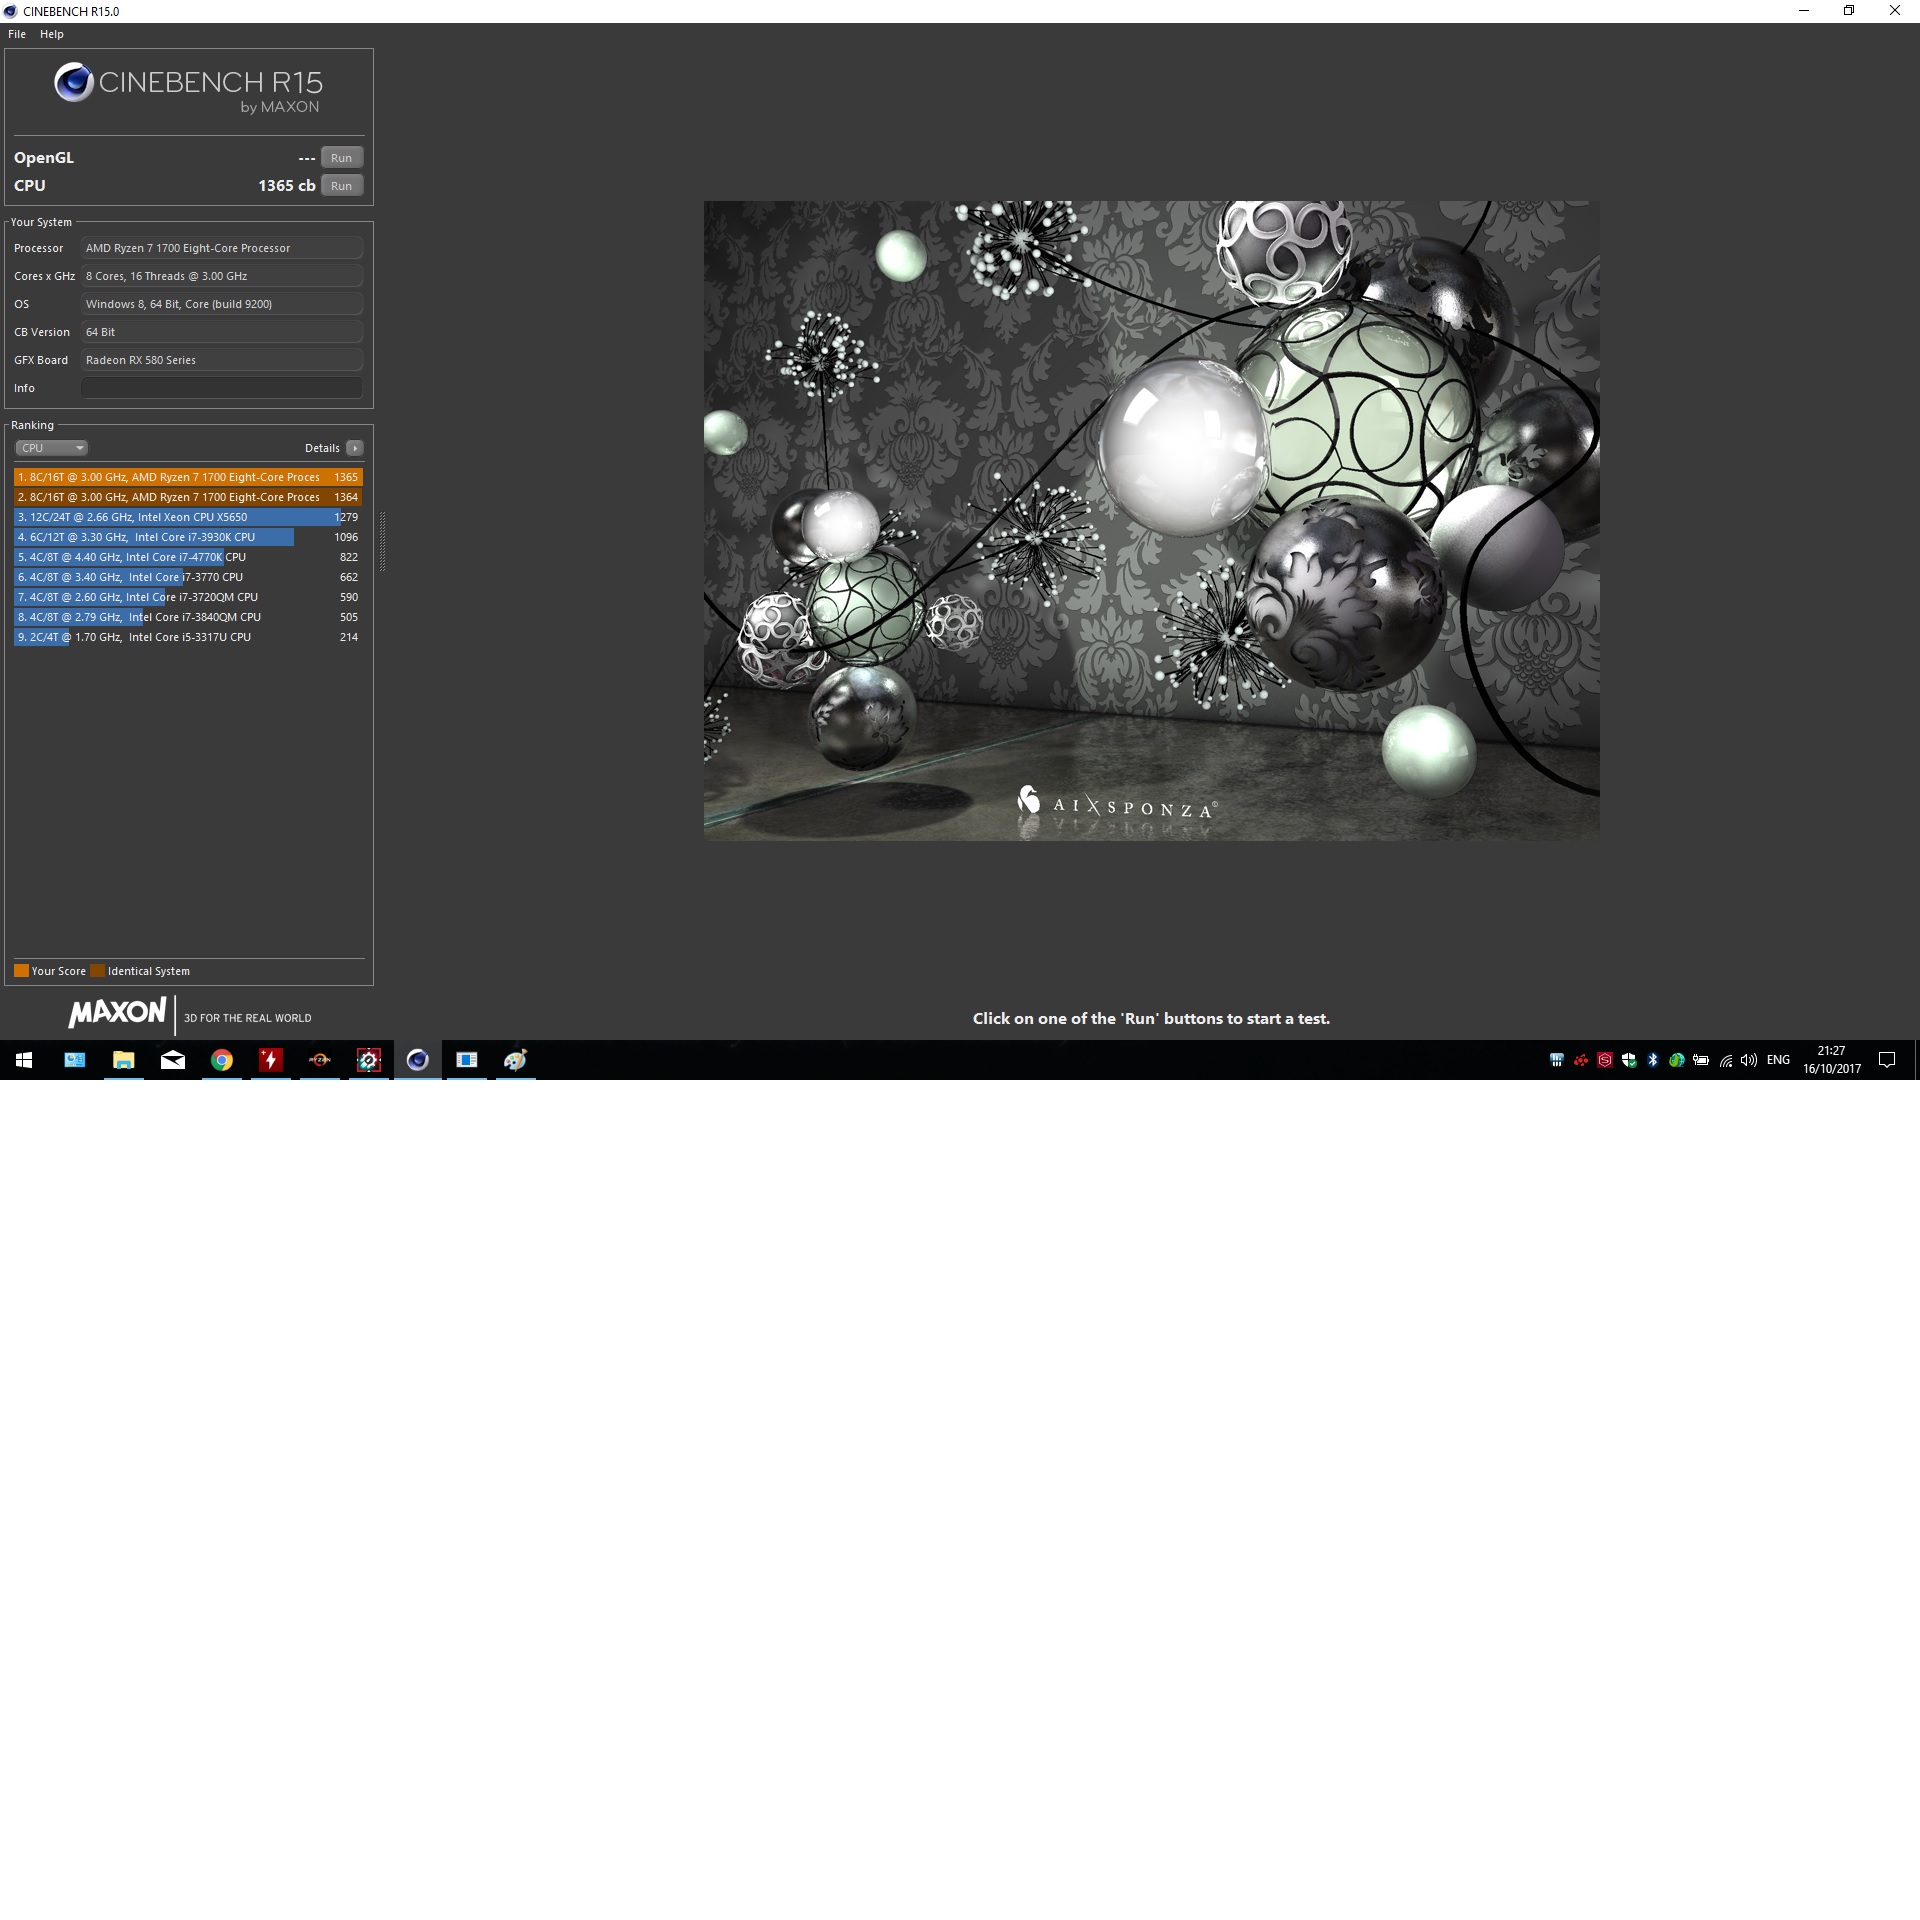 CINEBENCH R15.0
File Help
CINEBENCH R15
by MAXON
OpenGL --- Run
CPU 1365 cb Run
Your System
Processor AMD Ryzen 7 1700 Eight-Core Processor
Cores x GHz 8 Cores, 16 Threads @ 3.00 GHz
OS Windows 8, 64 Bit, Core (build 9200)
CB Version 64 Bit
GFX Board Radeon RX 580 Series
Info
Ranking
CPU Details
1. 8C/16T @ 3.00 GHz, AMD Ryzen 7 1700 Eight-Core Proces 1365
2. 8C/16T @ 3.00 GHz, AMD Ryzen 7 1700 Eight-Core Proces 1364
3. 12C/24T @ 2.66 GHz, Intel Xeon CPU X5650 1279
4. 6C/12T @ 3.30 GHz, Intel Core i7-3930K CPU 1096
5. 4C/8T @ 4.40 GHz, Intel Core i7-4770K CPU 822
6. 4C/8T @ 3.40 GHz, Intel Core i7-3770 CPU 662
7. 4C/8T @ 2.60 GHz, Intel Core i7-3720QM CPU 590
8. 4C/8T @ 2.79 GHz, Intel Core i7-3840QM CPU 505
9. 2C/4T @ 1.70 GHz, Intel Core i5-3317U CPU 214
AIXSPONZA©
Your Score Identical System
MAXON 3D FOR THE REAL WORLD
Click on one of the 'Run' buttons to start a test.
RYZEN
ENG
21:27
16/10/2017